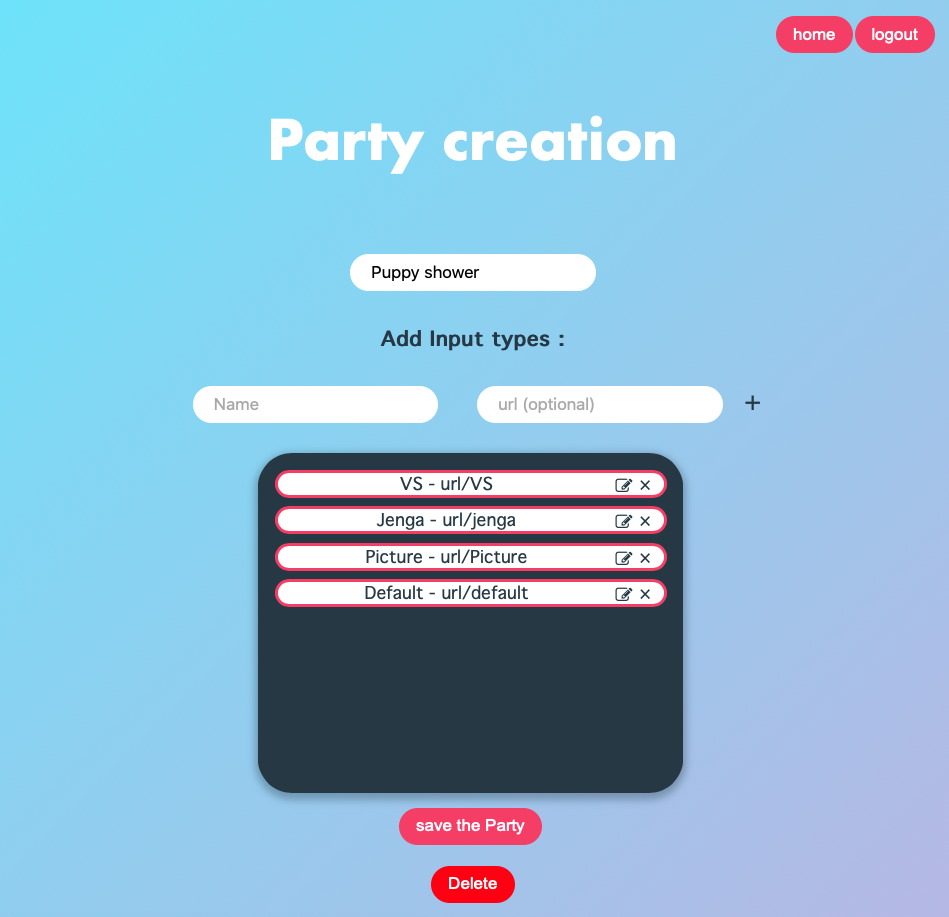 home logout
Party creation
Puppy shower
Add Input types :
Name url (optional) +
VS - url/VS
Jenga - url/jenga
Picture - url/Picture
Default - url/default
save the Party
Delete